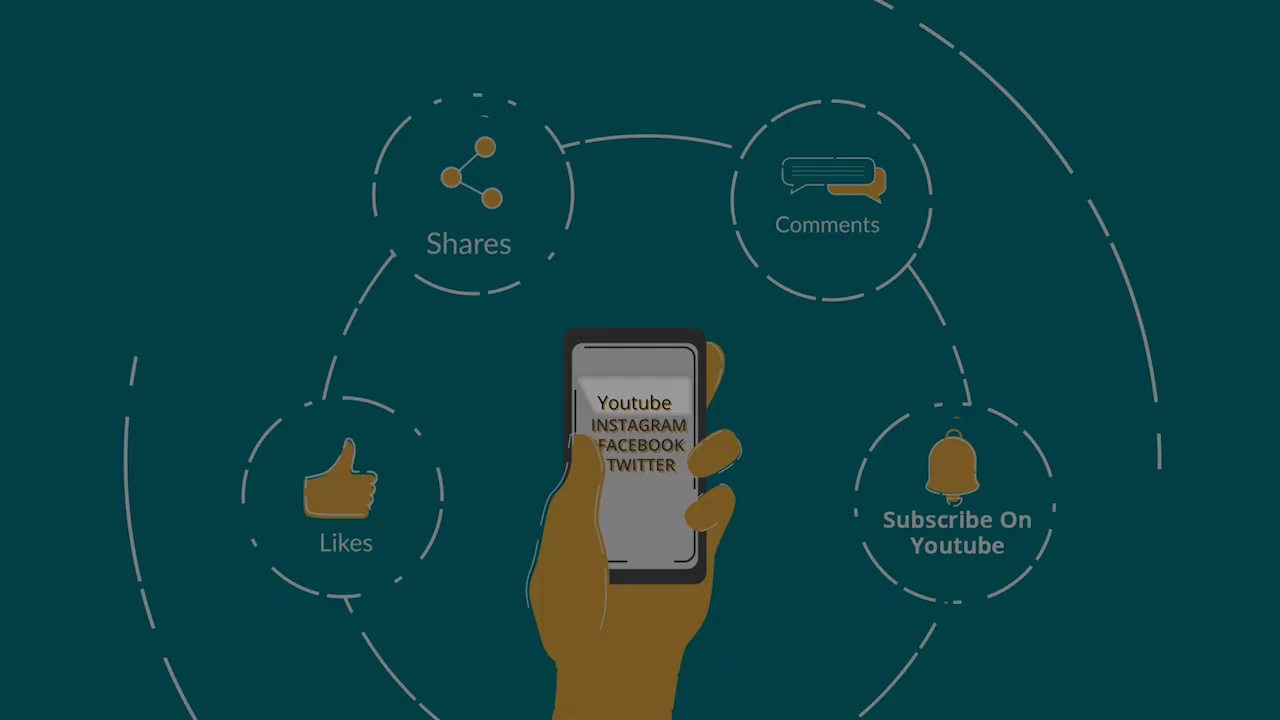 Shares
Comments
Youtube
INSTAGRAM
FACEBOOK
TWITTER
Likes
Subscribe On
Youtube